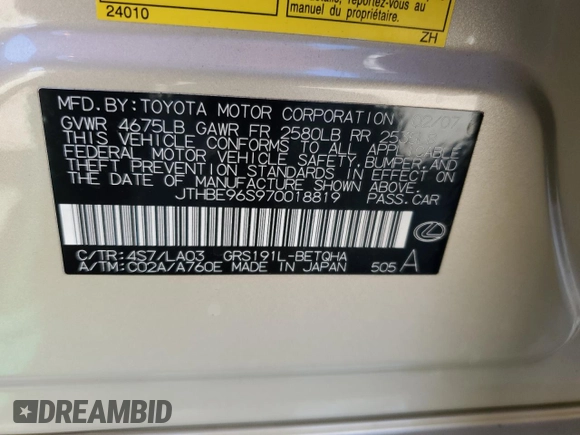 24010
manuel du propriétaire.
ZH
MFD. BY: TOYOTA MOTOR CORPORATION
GVWR 4675LB GAWR FR 2580LB RR
THIS VEHICLE CONFORMS TO ALL APPLICABLE
FEDERAL MOTOR VEHICLE SAFETY, BUMPER, AND
THEFT PREVENTION STANDARDS IN EFFECT ON
THE DATE OF MANUFACTURE SHOWN ABOVE.
JTHBE96S970018819 PASS. CAR
C/TR: 4S7/LA03 GRS191L-BETQHA
A/TM: C02A/A760E MADE IN JAPAN 505 A
DREAMBID